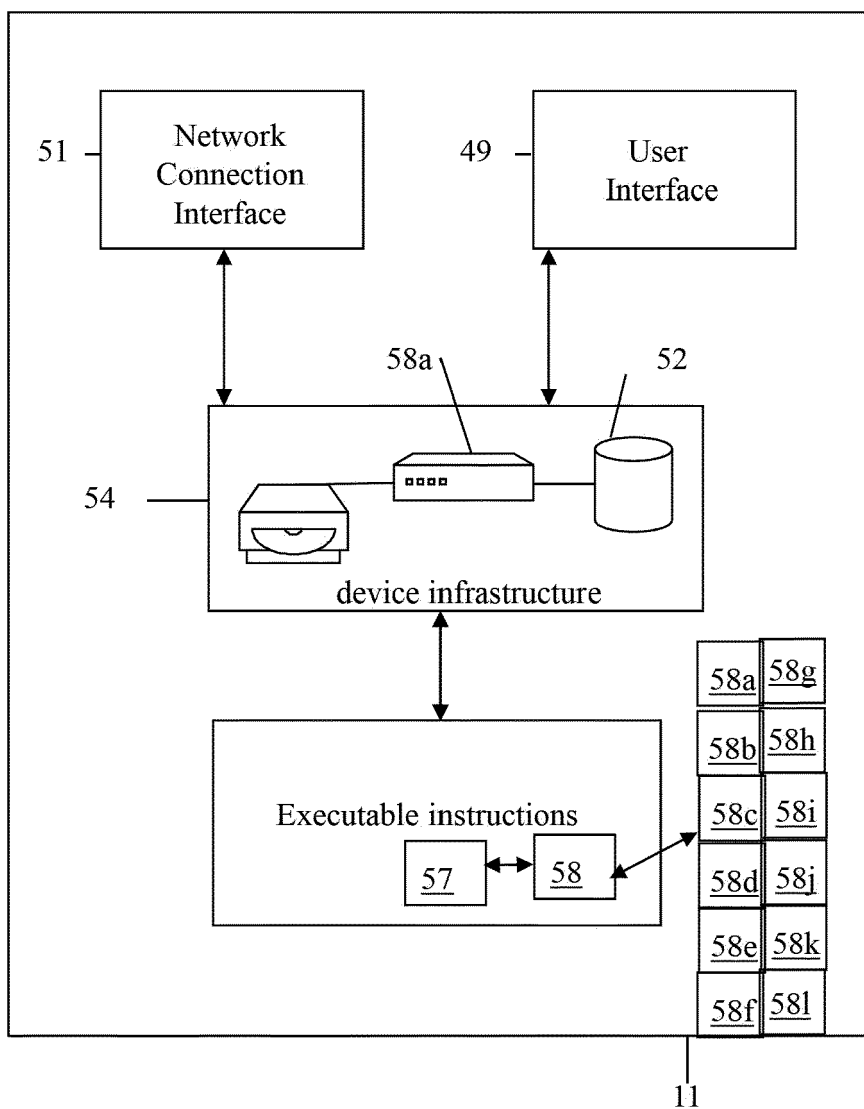 51
Network
Connection
Interface
49
User
Interface
58a
52
54
device infrastructure
58a 58g
58b 58h
Executable instructions
58c 58i
57 58
58d 58j
58e 58k
58f 58l
11